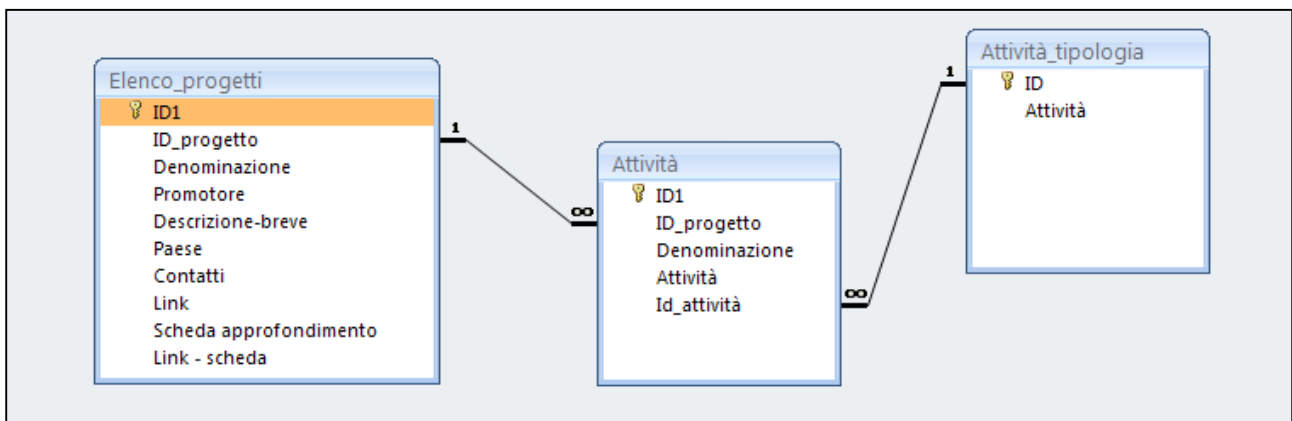 Elenco_progetti
ID1
ID_progetto
Denominazione
Promotore
Descrizione-breve
Paese
Contatti
Link
Scheda approfondimento
Link - scheda
1
∞
Attività
ID1
ID_progetto
Denominazione
Attività
Id_attività
∞
1
Attività_tipologia
ID
Attività